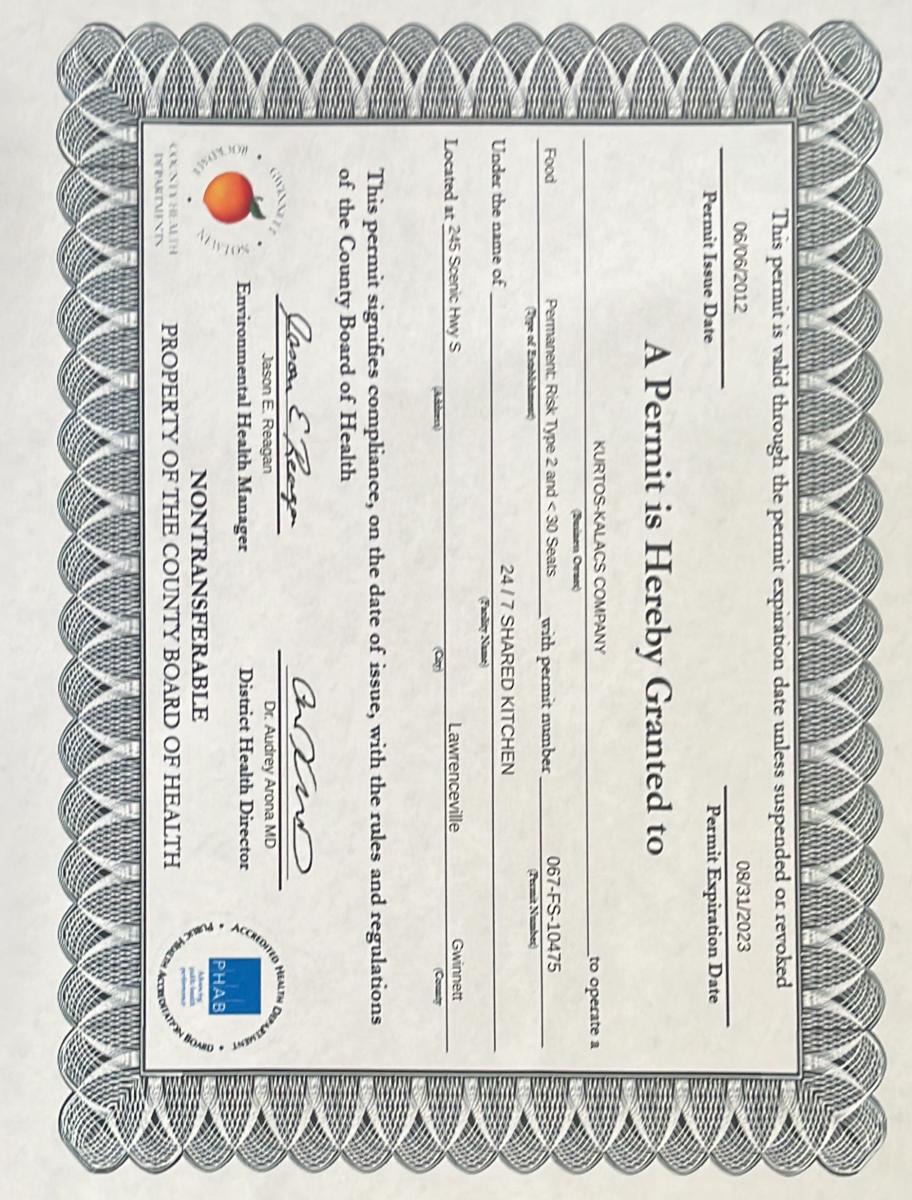 This permit is valid through the permit expiration date unless suspended or revoked
06/06/2012 08/31/2023
Permit Issue Date Permit Expiration Date
A Permit is Hereby Granted to
KURTOS-KALACS COMPANY to operate a
(Business Owner)
Food Permanent: Risk Type 2 and < 30 Seats with permit number 067-FS-10475
(Type of Establishment) (Permit Number)
Under the name of 24 / 7 SHARED KITCHEN
(Facility Name)
Located at 245 Scenic Hwy S Lawrenceville Gwinnett
(Address) (City) (County)
This permit signifies compliance, on the date of issue, with the rules and regulations
of the County Board of Health
Jason E. Reagan
Jason E. Reagan Dr. Audrey Arona MD
Environmental Health Manager District Health Director
NONTRANSFERABLE
PROPERTY OF THE COUNTY BOARD OF HEALTH
GWINNETT
NEWTON
ROCKDALE
COUNTY HEALTH
DEPARTMENTS
ACCREDITED HEALTH DEPARTMENT
PUBLIC HEALTH ACCREDITATION BOARD
PHAB
Advancing
public health
performance